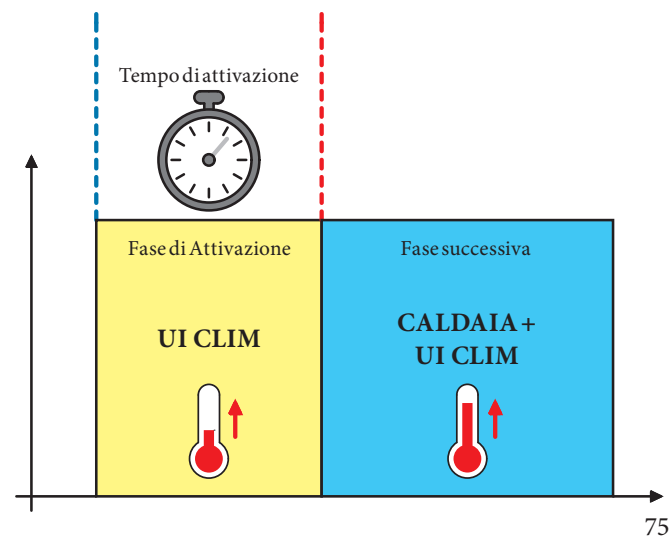 Tempo di attivazione
Fase di Attivazione
Fase successiva
UI CLIM
CALDAIA +
UI CLIM
75